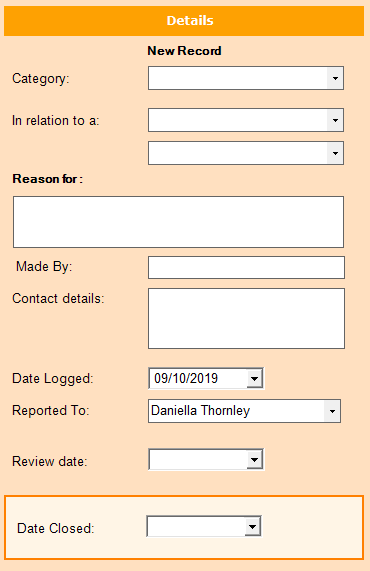 Details
New Record
Category:
In relation to a:
Reason for :
Made By:
Contact details:
Date Logged: 09/10/2019
Reported To: Daniella Thornley
Review date:
Date Closed: